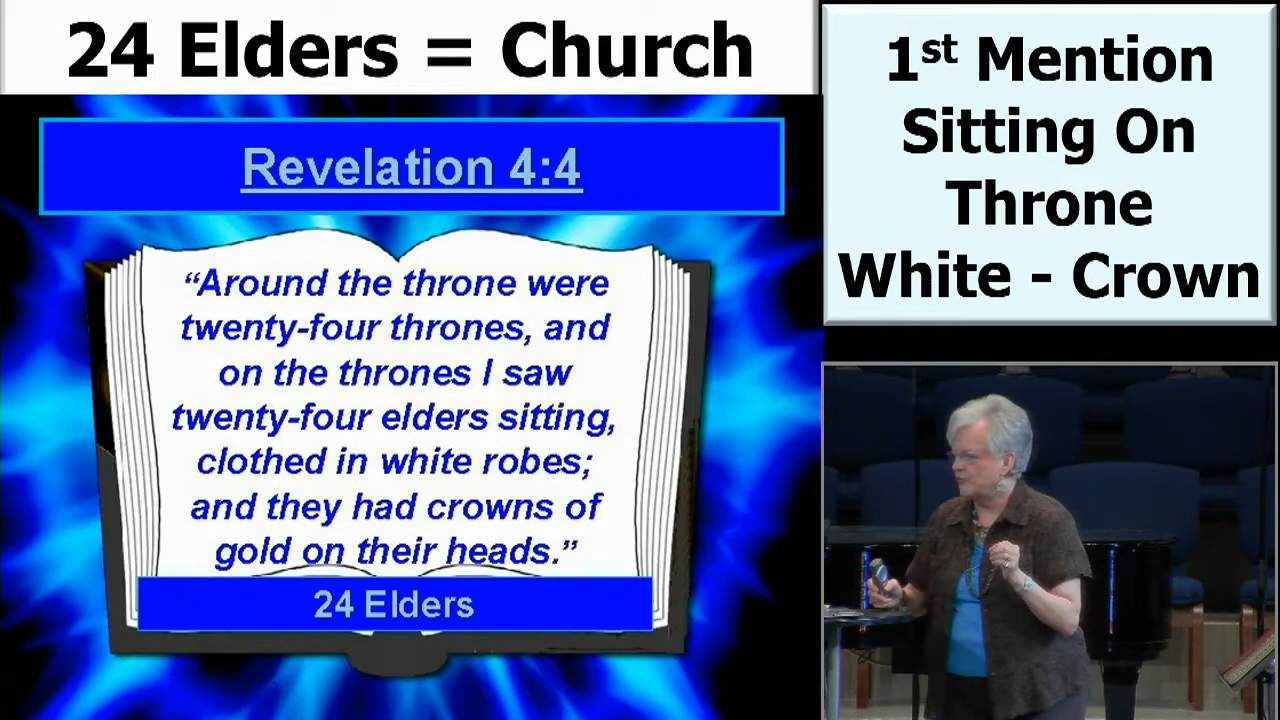 24 Elders = Church
Revelation 4:4
“Around the throne were
twenty-four thrones, and
on the thrones I saw
twenty-four elders sitting,
clothed in white robes;
and they had crowns of
gold on their heads.”
24 Elders
1st Mention
Sitting On
Throne
White - Crown